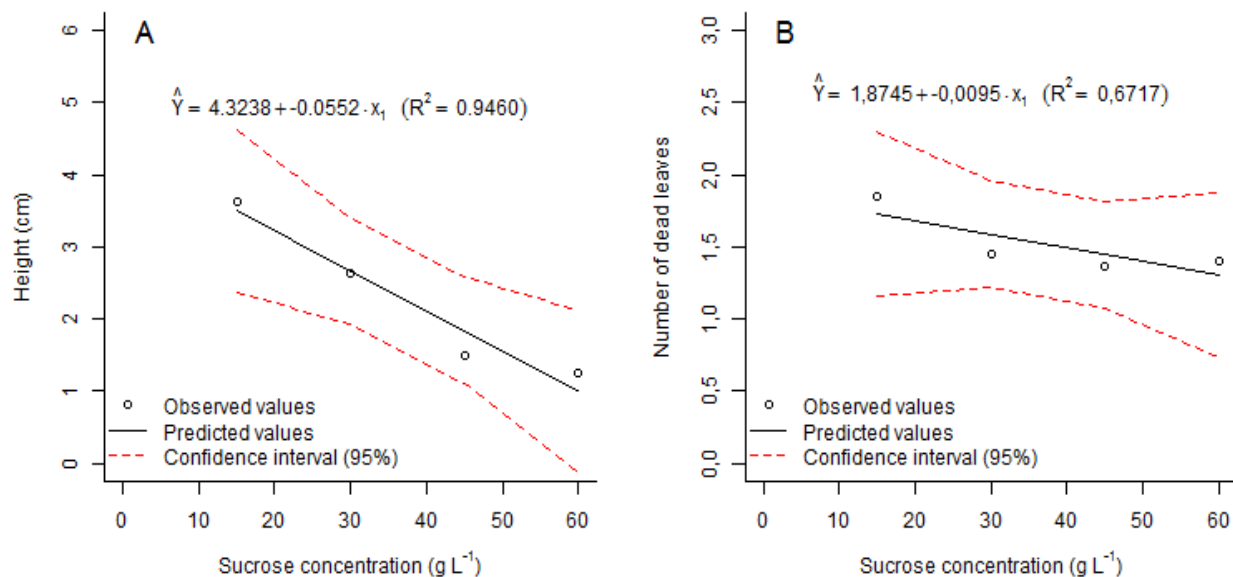 A
Ŷ = 4.3238+-0.0552·x₁ (R² = 0.9460)
Height (cm)
6
5
4
3
2
1
0
Observed values
Predicted values
Confidence interval (95%)
0 10 20 30 40 50 60
Sucrose concentration (g L⁻¹)
B
Ŷ = 1,8745+-0,0095·x₁ (R² = 0,6717)
Number of dead leaves
3,0
2,5
2,0
1,5
1,0
0,5
0,0
Observed values
Predicted values
Confidence interval (95%)
0 10 20 30 40 50 60
Sucrose concentration (g L⁻¹)